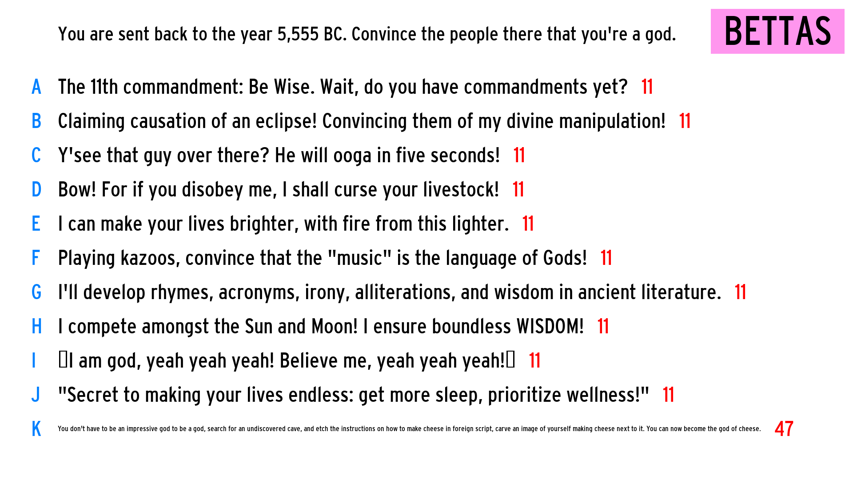 You are sent back to the year 5,555 BC. Convince the people there that you're a god.
BETTAS
A The 11th commandment: Be Wise. Wait, do you have commandments yet? 11
B Claiming causation of an eclipse! Convincing them of my divine manipulation! 11
C Y'see that guy over there? He will ooga in five seconds! 11
D Bow! For if you disobey me, I shall curse your livestock! 11
E I can make your lives brighter, with fire from this lighter. 11
F Playing kazoos, convince that the "music" is the language of Gods! 11
G I'll develop rhymes, acronyms, irony, alliterations, and wisdom in ancient literature. 11
H I compete amongst the Sun and Moon! I ensure boundless WISDOM! 11
I ▯I am god, yeah yeah yeah! Believe me, yeah yeah yeah!▯ 11
J "Secret to making your lives endless: get more sleep, prioritize wellness!" 11
K You don't have to be an impressive god to be a god, search for an undiscovered cave, and etch the instructions on how to make cheese in foreign script, carve an image of yourself making cheese next to it. You can now become the god of cheese. 47